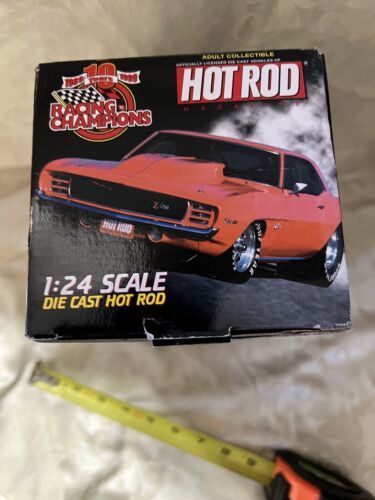 ADULT COLLECTIBLE
OFFICIALLY LICENSED DIE CAST VEHICLES OF
HOT ROD
MAGAZINE
1989 10 YEARS 1999
RACING
CHAMPIONS
Z/28
HOT ROD
1:24 SCALE
DIE CAST HOT ROD